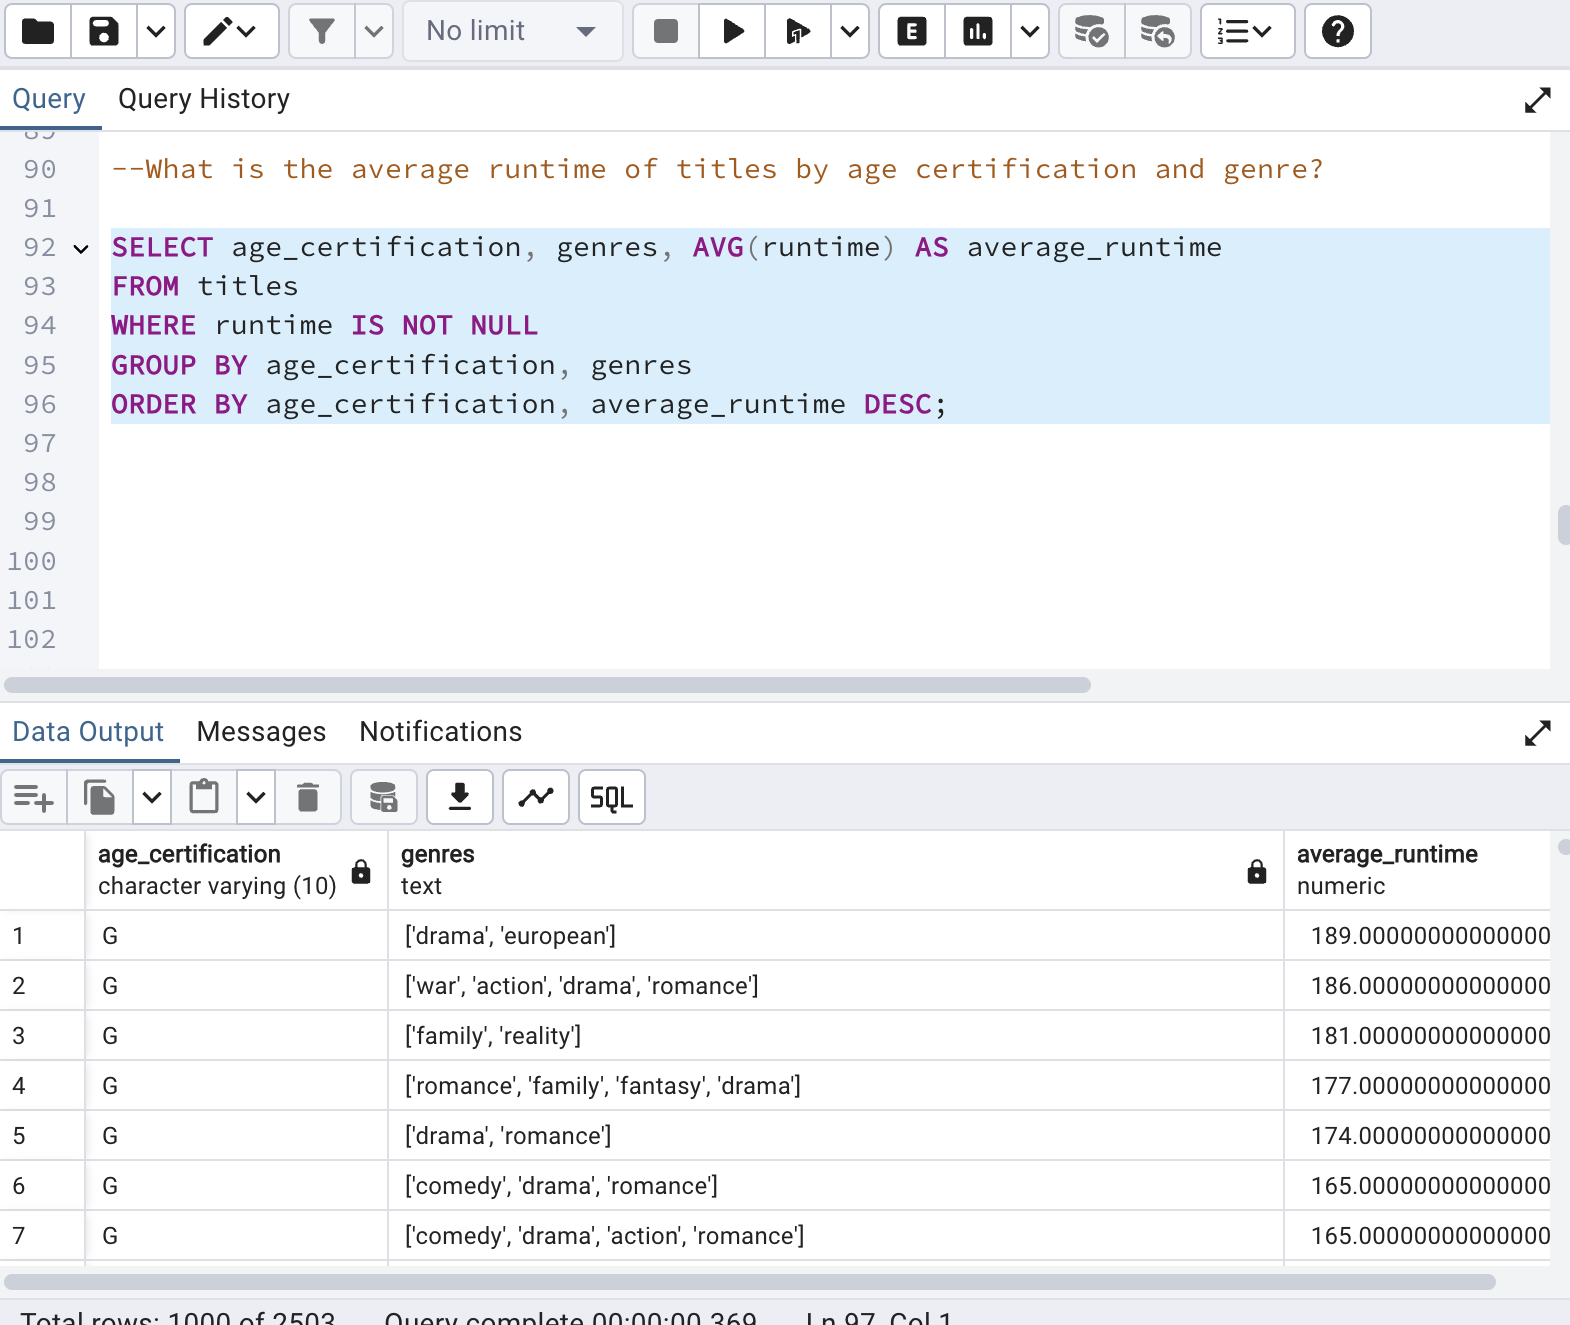 No limit
E
Query Query History
89
90 --What is the average runtime of titles by age certification and genre?
91
92 SELECT age_certification, genres, AVG(runtime) AS average_runtime
93 FROM titles
94 WHERE runtime IS NOT NULL
95 GROUP BY age_certification, genres
96 ORDER BY age_certification, average_runtime DESC;
97
98
99
100
101
102
Data Output Messages Notifications
SQL
age_certification genres average_runtime
character varying (10) text numeric
1 G ['drama', 'european'] 189.00000000000000
2 G ['war', 'action', 'drama', 'romance'] 186.00000000000000
3 G ['family', 'reality'] 181.00000000000000
4 G ['romance', 'family', 'fantasy', 'drama'] 177.00000000000000
5 G ['drama', 'romance'] 174.00000000000000
6 G ['comedy', 'drama', 'romance'] 165.00000000000000
7 G ['comedy', 'drama', 'action', 'romance'] 165.00000000000000
Total rows: 1000 of 2503 Query complete 00:00:00.369 Ln 97, Col 1